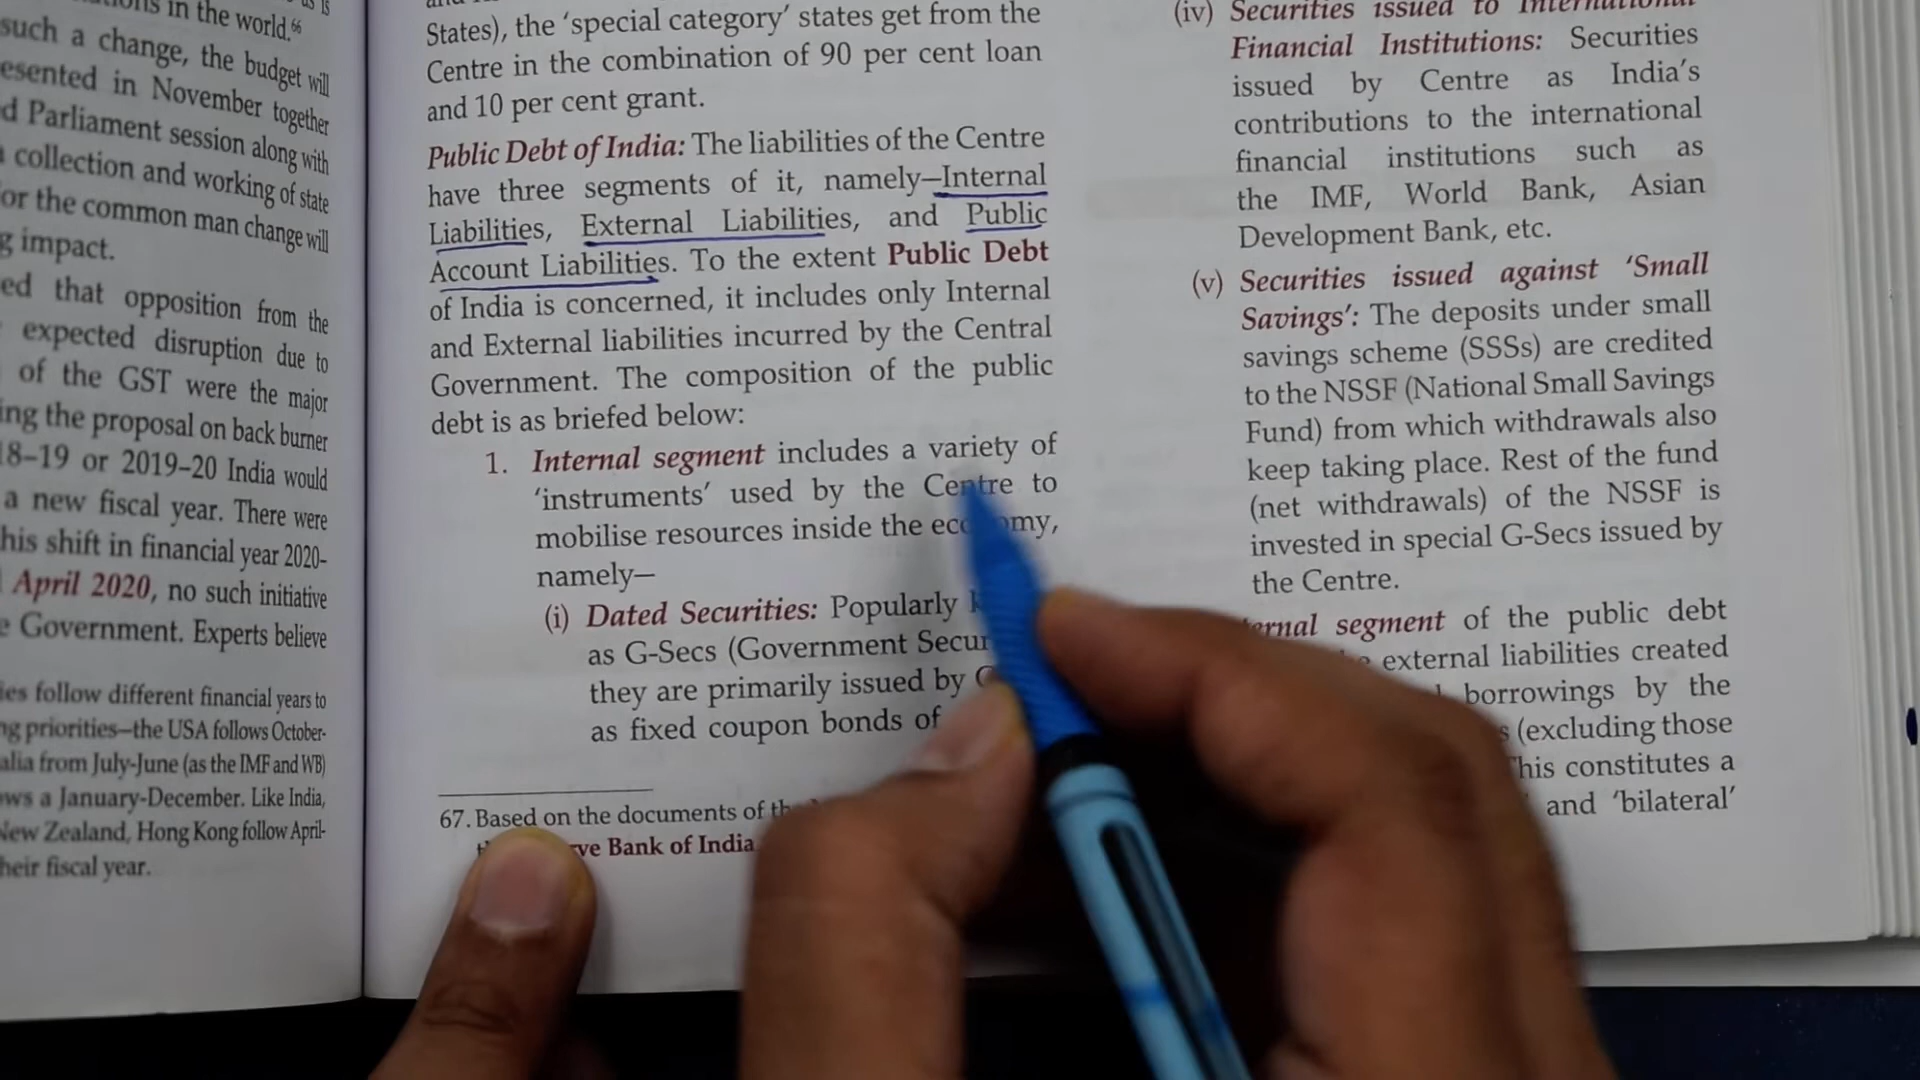 ns in the world.⁶⁶
such a change, the budget will
esented in November together
d Parliament session along with
collection and working of state
or the common man change will
g impact.
ed that opposition from the
expected disruption due to
of the GST were the major
ing the proposal on back burner
18–19 or 2019–20 India would
a new fiscal year. There were
his shift in financial year 2020-
April 2020, no such initiative
e Government. Experts believe
ies follow different financial years to
ng priorities—the USA follows October-
alia from July-June (as the IMF and WB)
ows a January-December. Like India,
New Zealand, Hong Kong follow April-
heir fiscal year.
States), the ‘special category’ states get from the
Centre in the combination of 90 per cent loan
and 10 per cent grant.
Public Debt of India: The liabilities of the Centre
have three segments of it, namely—Internal
Liabilities, External Liabilities, and Public
Account Liabilities. To the extent Public Debt
of India is concerned, it includes only Internal
and External liabilities incurred by the Central
Government. The composition of the public
debt is as briefed below:
1. Internal segment includes a variety of
‘instruments’ used by the Centre to
mobilise resources inside the economy,
namely—
(i) Dated Securities: Popularly
as G-Secs (Government Secur
they are primarily issued by
as fixed coupon bonds of
67. Based on the documents of the
ve Bank of India
(iv) Securities issued to International
Financial Institutions: Securities
issued by Centre as India’s
contributions to the international
financial institutions such as
the IMF, World Bank, Asian
Development Bank, etc.
(v) Securities issued against ‘Small
Savings’: The deposits under small
savings scheme (SSSs) are credited
to the NSSF (National Small Savings
Fund) from which withdrawals also
keep taking place. Rest of the fund
(net withdrawals) of the NSSF is
invested in special G-Secs issued by
the Centre.
ernal segment of the public debt
external liabilities created
borrowings by the
(excluding those
This constitutes a
and ‘bilateral’